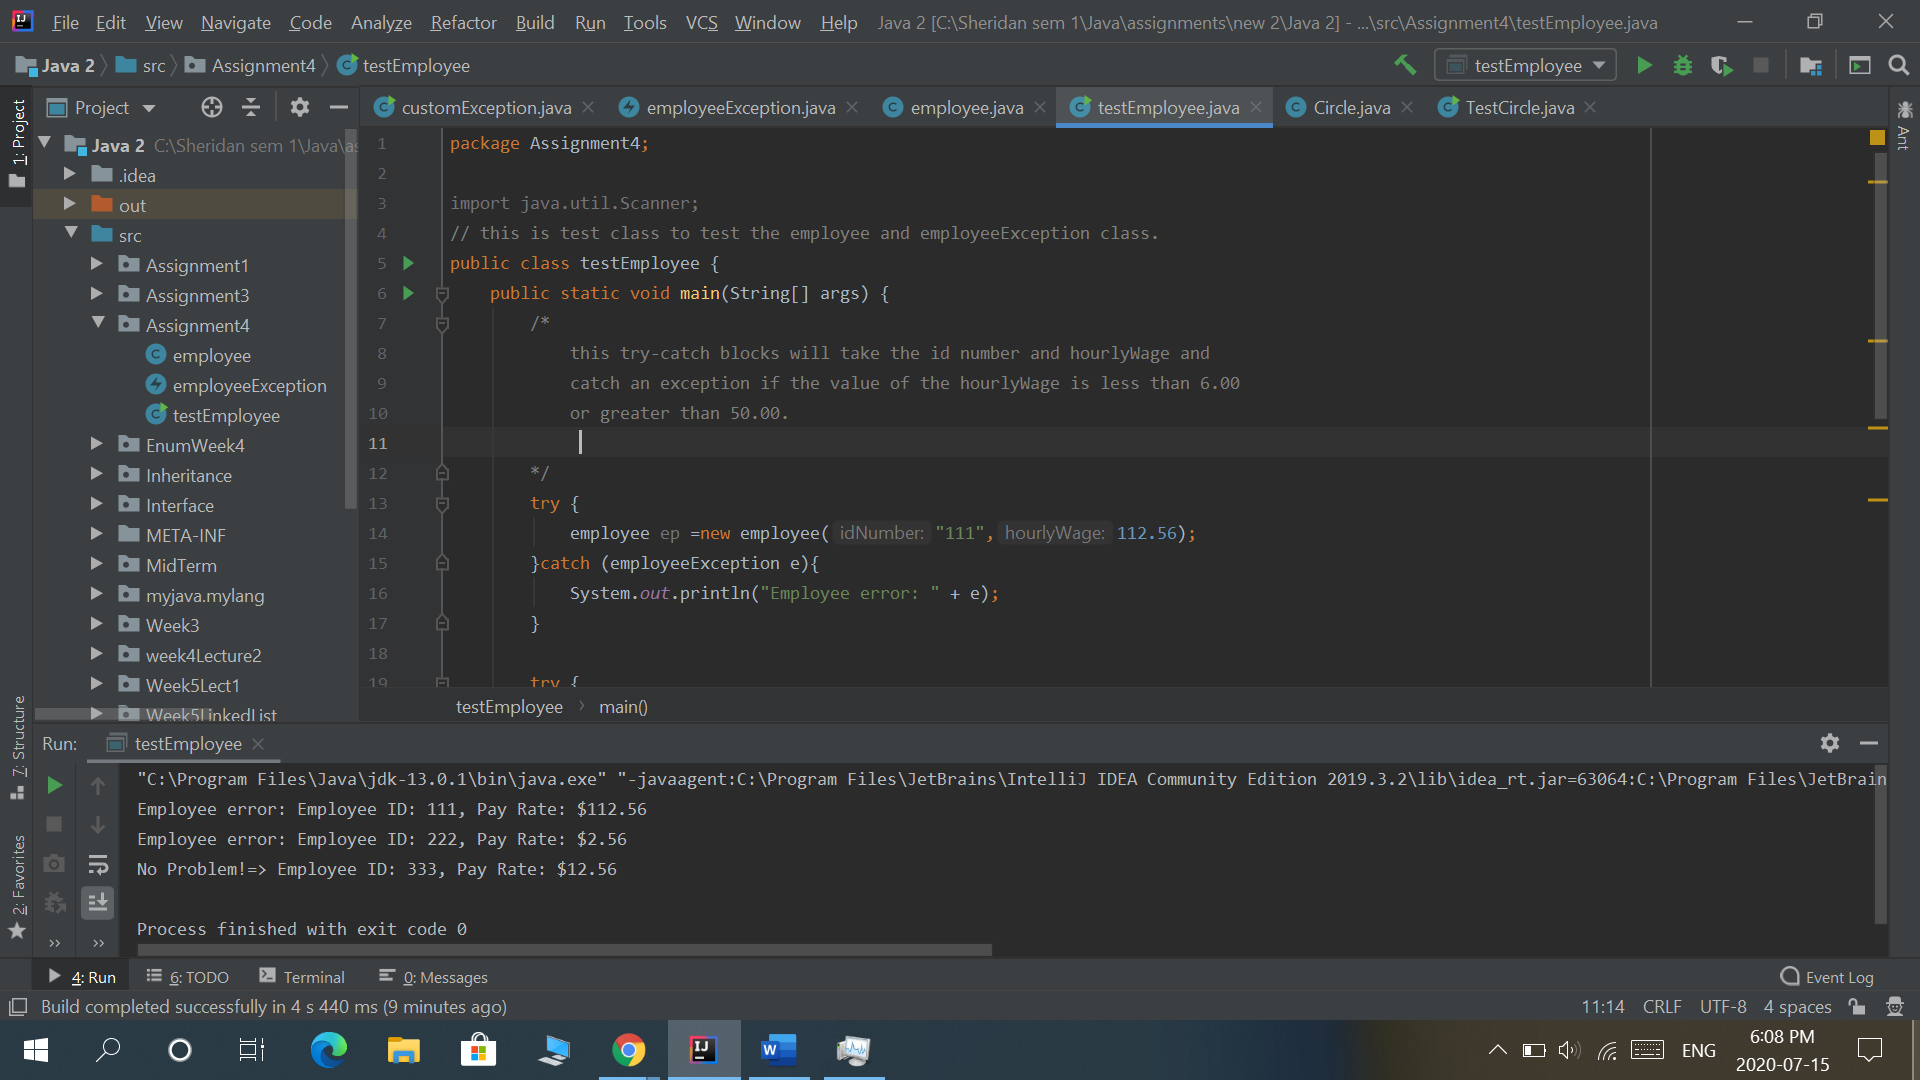 File Edit View Navigate Code Analyze Refactor Build Run Tools VCS Window Help Java 2 [C:\Sheridan sem 1\Java\assignments\new 2\Java 2] - ...\src\Assignment4\testEmployee.java
Java 2 src Assignment4 testEmployee testEmployee
Project customException.java employeeException.java employee.java testEmployee.java Circle.java TestCircle.java
1: Project
Ant
Java 2 C:\Sheridan sem 1\Java\as
.idea
out
src
Assignment1
Assignment3
Assignment4
employee
employeeException
testEmployee
EnumWeek4
Inheritance
Interface
META-INF
MidTerm
myjava.mylang
Week3
week4Lecture2
Week5Lect1
Week5LinkedList
1 package Assignment4;
2
3 import java.util.Scanner;
4 // this is test class to test the employee and employeeException class.
5 public class testEmployee {
6 public static void main(String[] args) {
7 /*
8 this try-catch blocks will take the id number and hourlyWage and
9 catch an exception if the value of the hourlyWage is less than 6.00
10 or greater than 50.00.
11
12 */
13 try {
14 employee ep =new employee( idNumber: "111", hourlyWage: 112.56);
15 }catch (employeeException e){
16 System.out.println("Employee error: " + e);
17 }
18
19 try {
testEmployee main()
7: Structure
2: Favorites
Run: testEmployee
"C:\Program Files\Java\jdk-13.0.1\bin\java.exe" "-javaagent:C:\Program Files\JetBrains\IntelliJ IDEA Community Edition 2019.3.2\lib\idea_rt.jar=63064:C:\Program Files\JetBrain
Employee error: Employee ID: 111, Pay Rate: $112.56
Employee error: Employee ID: 222, Pay Rate: $2.56
No Problem!=> Employee ID: 333, Pay Rate: $12.56
Process finished with exit code 0
4: Run 6: TODO Terminal 0: Messages Event Log
Build completed successfully in 4 s 440 ms (9 minutes ago) 11:14 CRLF UTF-8 4 spaces
ENG 6:08 PM
2020-07-15